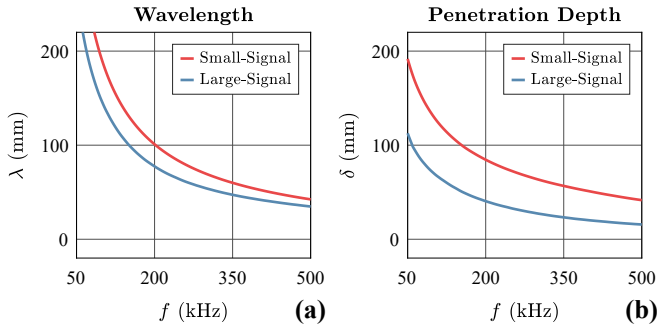 Wavelength
Small-Signal
Large-Signal
200
100
0
λ (mm)
50
200
350
500
f (kHz)
(a)
Penetration Depth
Small-Signal
Large-Signal
200
100
0
δ (mm)
50
200
350
500
f (kHz)
(b)